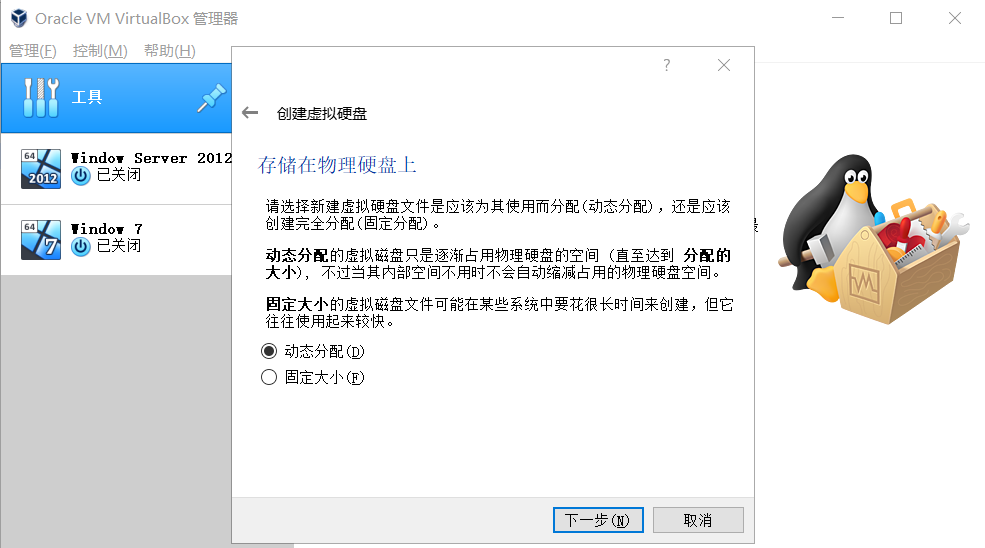 Oracle VM VirtualBox 管理器
管理(F) 控制(M) 帮助(H)
工具
64
2012
Window Server 2012
已关闭
64
7
Window 7
已关闭
?
创建虚拟硬盘
存储在物理硬盘上
请选择新建虚拟硬盘文件是应该为其使用而分配(动态分配),还是应该
创建完全分配(固定分配)。
动态分配的虚拟磁盘只是逐渐占用物理硬盘的空间 (直至达到 分配的
大小), 不过当其内部空间不用时不会自动缩减占用的物理硬盘空间。
固定大小的虚拟磁盘文件可能在某些系统中要花很长时间来创建,但它
往往使用起来较快。
动态分配(D)
固定大小(F)
下一步(N)
取消